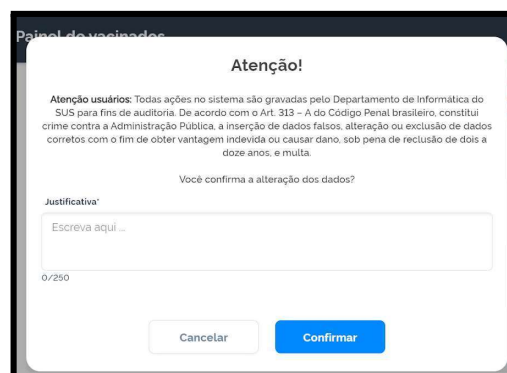 Painel de vacinados
Atenção!
Atenção usuários: Todas ações no sistema são gravadas pelo Departamento de Informática do
SUS para fins de auditoria. De acordo com o Art. 313 – A do Código Penal brasileiro, constitui
crime contra a Administração Pública, a inserção de dados falsos, alteração ou exclusão de dados
corretos com o fim de obter vantagem indevida ou causar dano, sob pena de reclusão de dois a
doze anos, e multa.
Você confirma a alteração dos dados?
Justificativa*
Escreva aqui ...
0/250
Cancelar
Confirmar